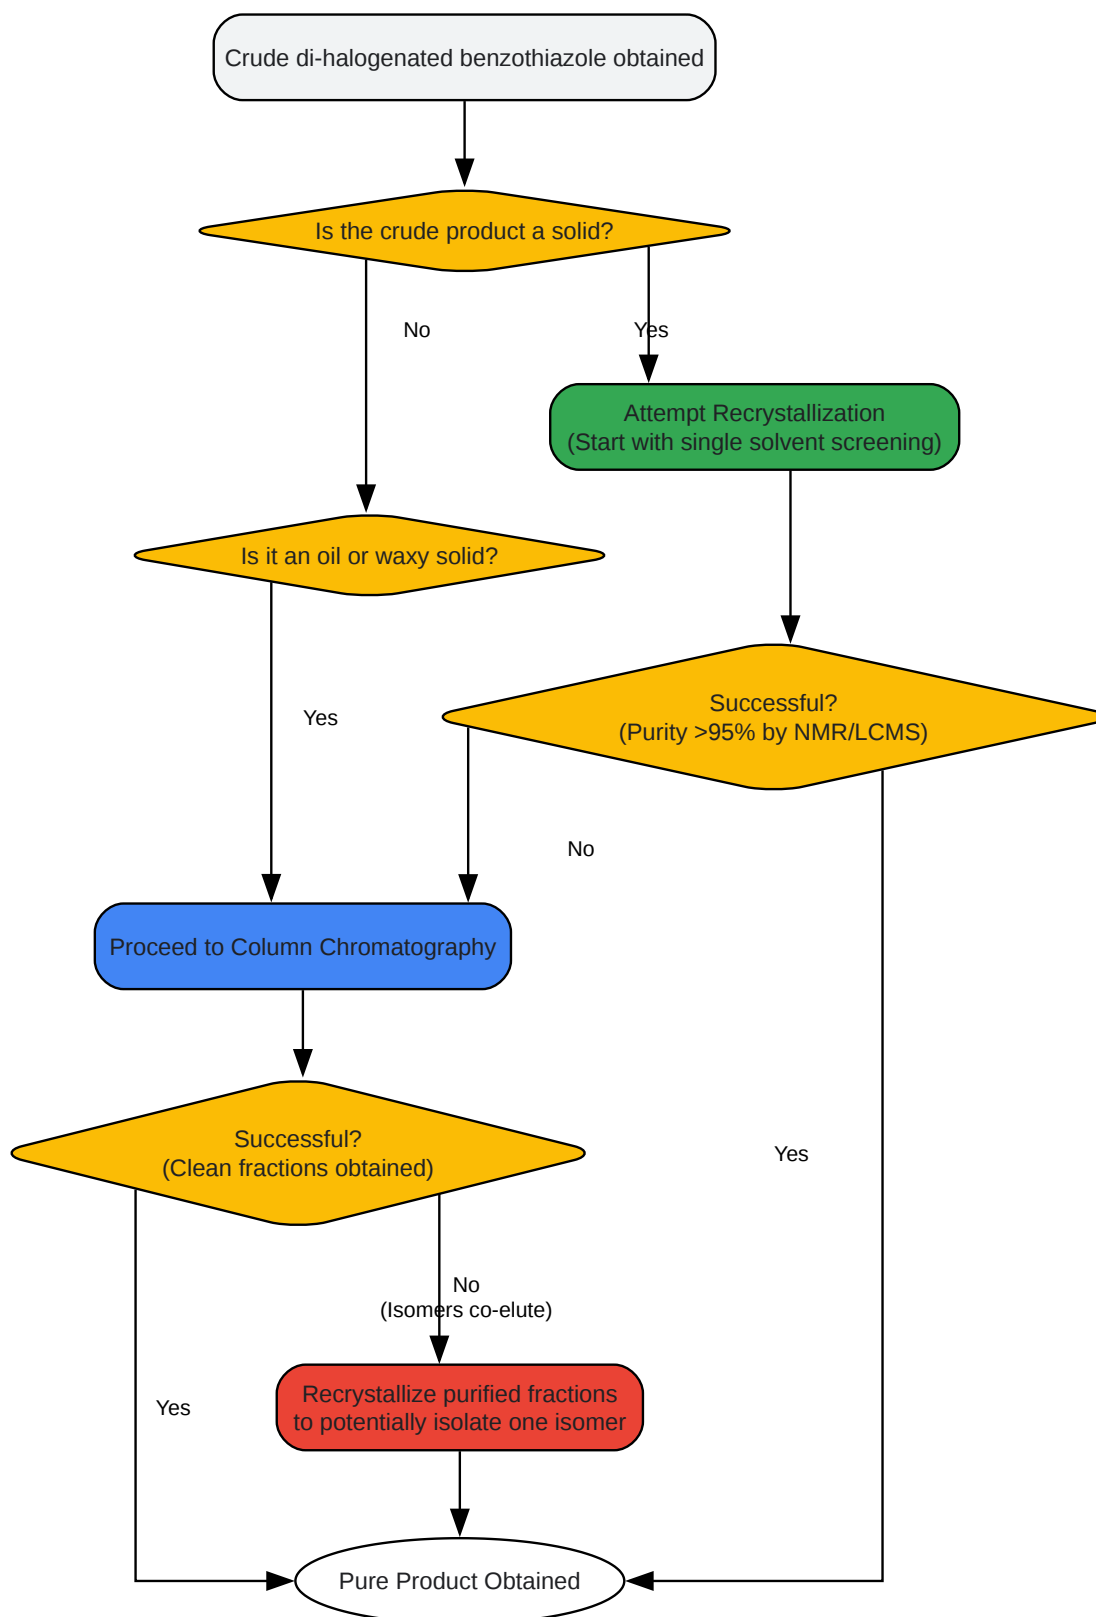 Crude di-halogenated benzothiazole obtained
Is the crude product a solid?
No
Yes
Attempt Recrystallization
(Start with single solvent screening)
Is it an oil or waxy solid?
Successful?
(Purity >95% by NMR/LCMS)
Yes
No
Proceed to Column Chromatography
Successful?
(Clean fractions obtained)
Yes
No
(Isomers co-elute)
Recrystallize purified fractions
to potentially isolate one isomer
Yes
Pure Product Obtained